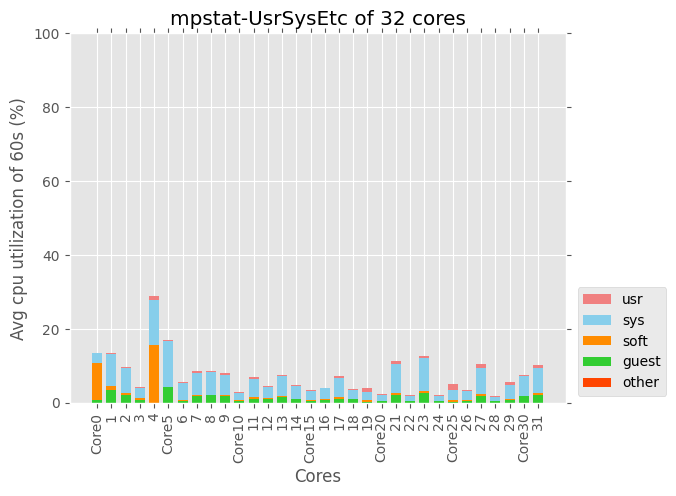 mpstat-UsrSysEtc of 32 cores
100
80
60
40
20
0
Avg cpu utilization of 60s (%)
Core0
1
2
3
4
Core5
6
7
8
9
Core10
11
12
13
14
Core15
16
17
18
19
Core20
21
22
23
24
Core25
26
27
28
29
Core30
31
Cores
usr
sys
soft
guest
other